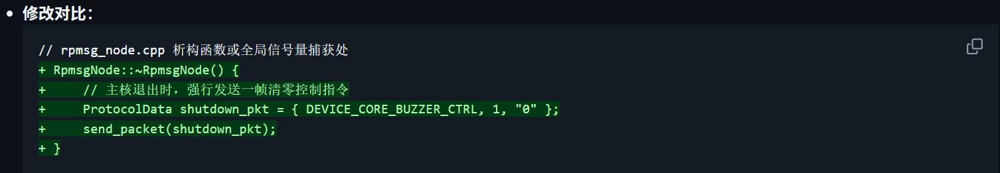 修改对比：
// rpmsg_node.cpp 析构函数或全局信号量捕获处
+ RpmsgNode::~RpmsgNode() {
+     // 主核退出时，强行发送一帧清零控制指令
+     ProtocolData shutdown_pkt = { DEVICE_CORE_BUZZER_CTRL, 1, "0" };
+     send_packet(shutdown_pkt);
+ }